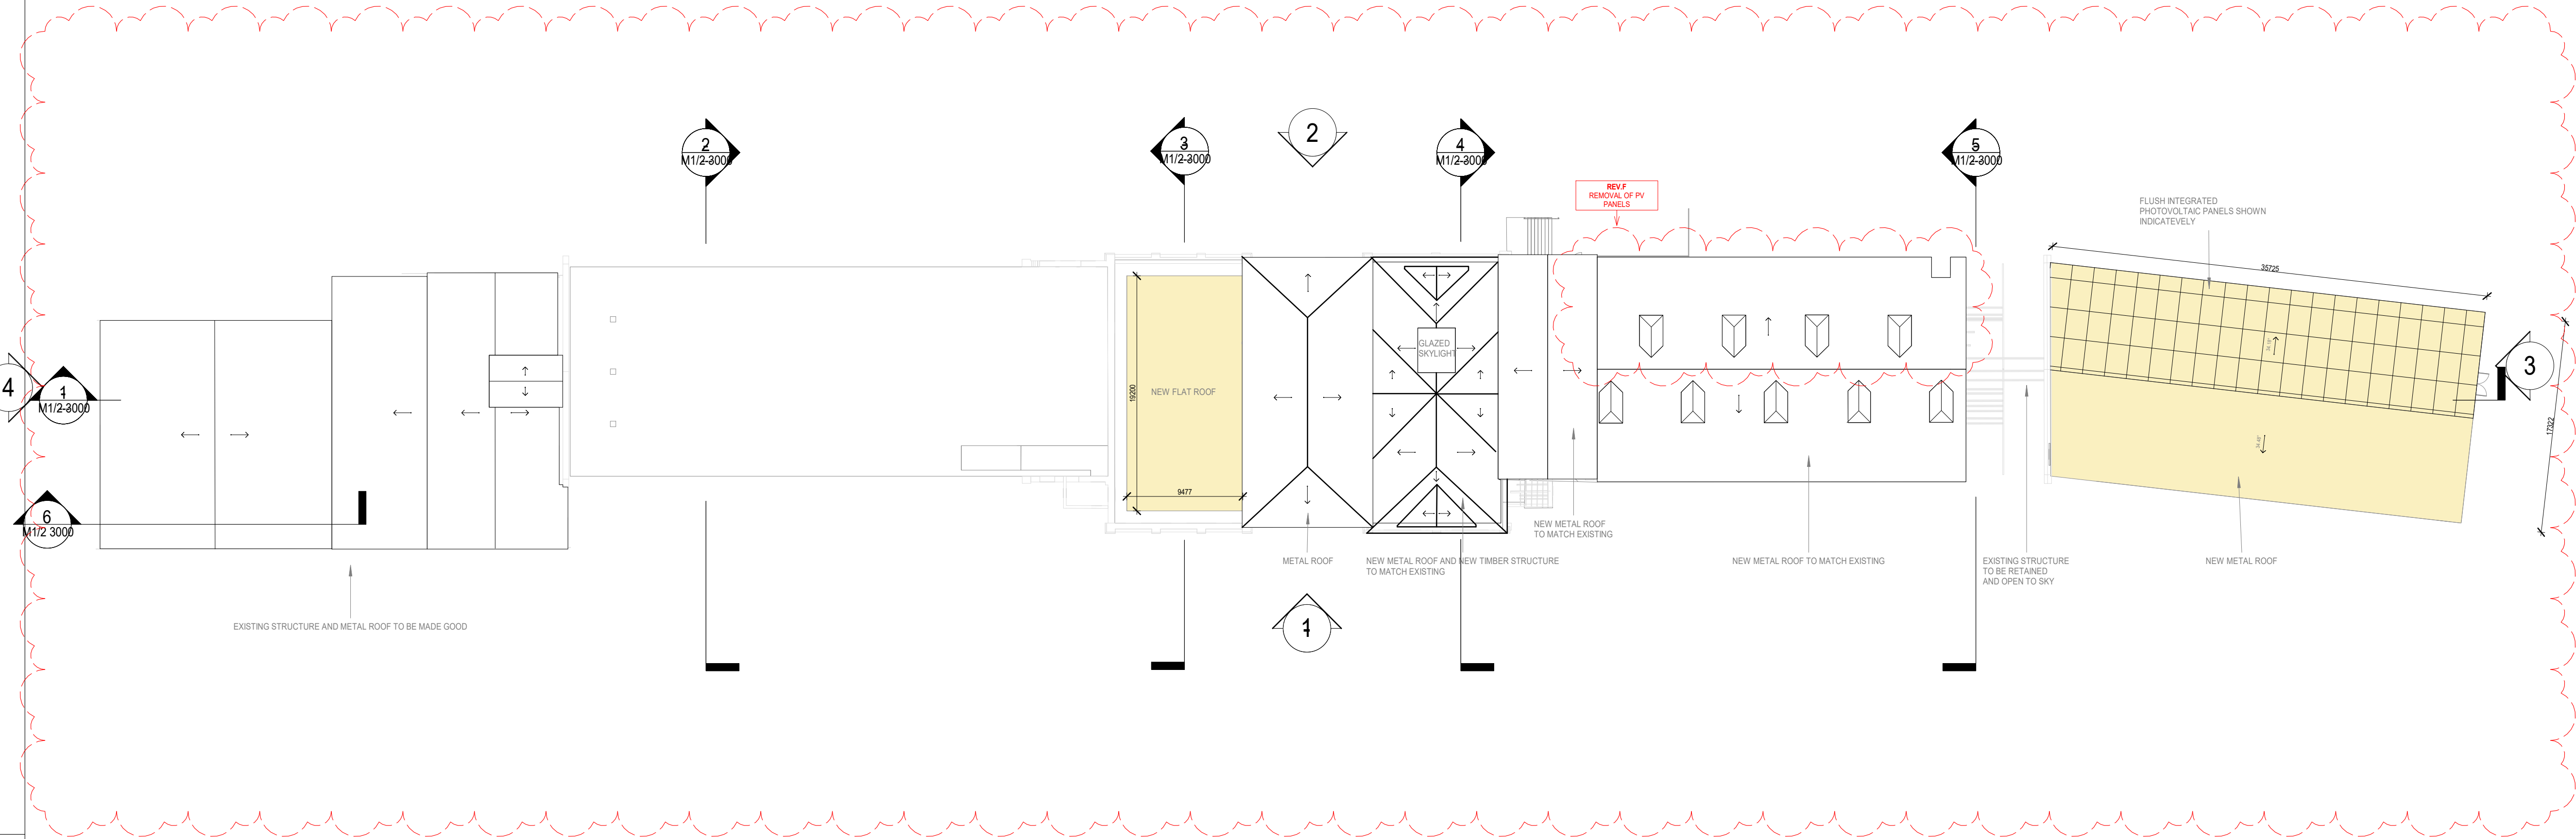 2
M1/2-3000
3
M1/2-3000
2
4
M1/2-3000
5
M1/2-3000
REV.F
REMOVAL OF PV
PANELS
FLUSH INTEGRATED
PHOTOVOLTAIC PANELS SHOWN
INDICATEVELY
35725
GLAZED
SKYLIGHT
3
4
1
M1/2-3000
19200
NEW FLAT ROOF
17322
9477
6
M1/2 3000
NEW METAL ROOF
TO MATCH EXISTING
METAL ROOF
NEW METAL ROOF AND NEW TIMBER STRUCTURE
TO MATCH EXISTING
NEW METAL ROOF TO MATCH EXISTING
EXISTING STRUCTURE
TO BE RETAINED
AND OPEN TO SKY
NEW METAL ROOF
EXISTING STRUCTURE AND METAL ROOF TO BE MADE GOOD
1